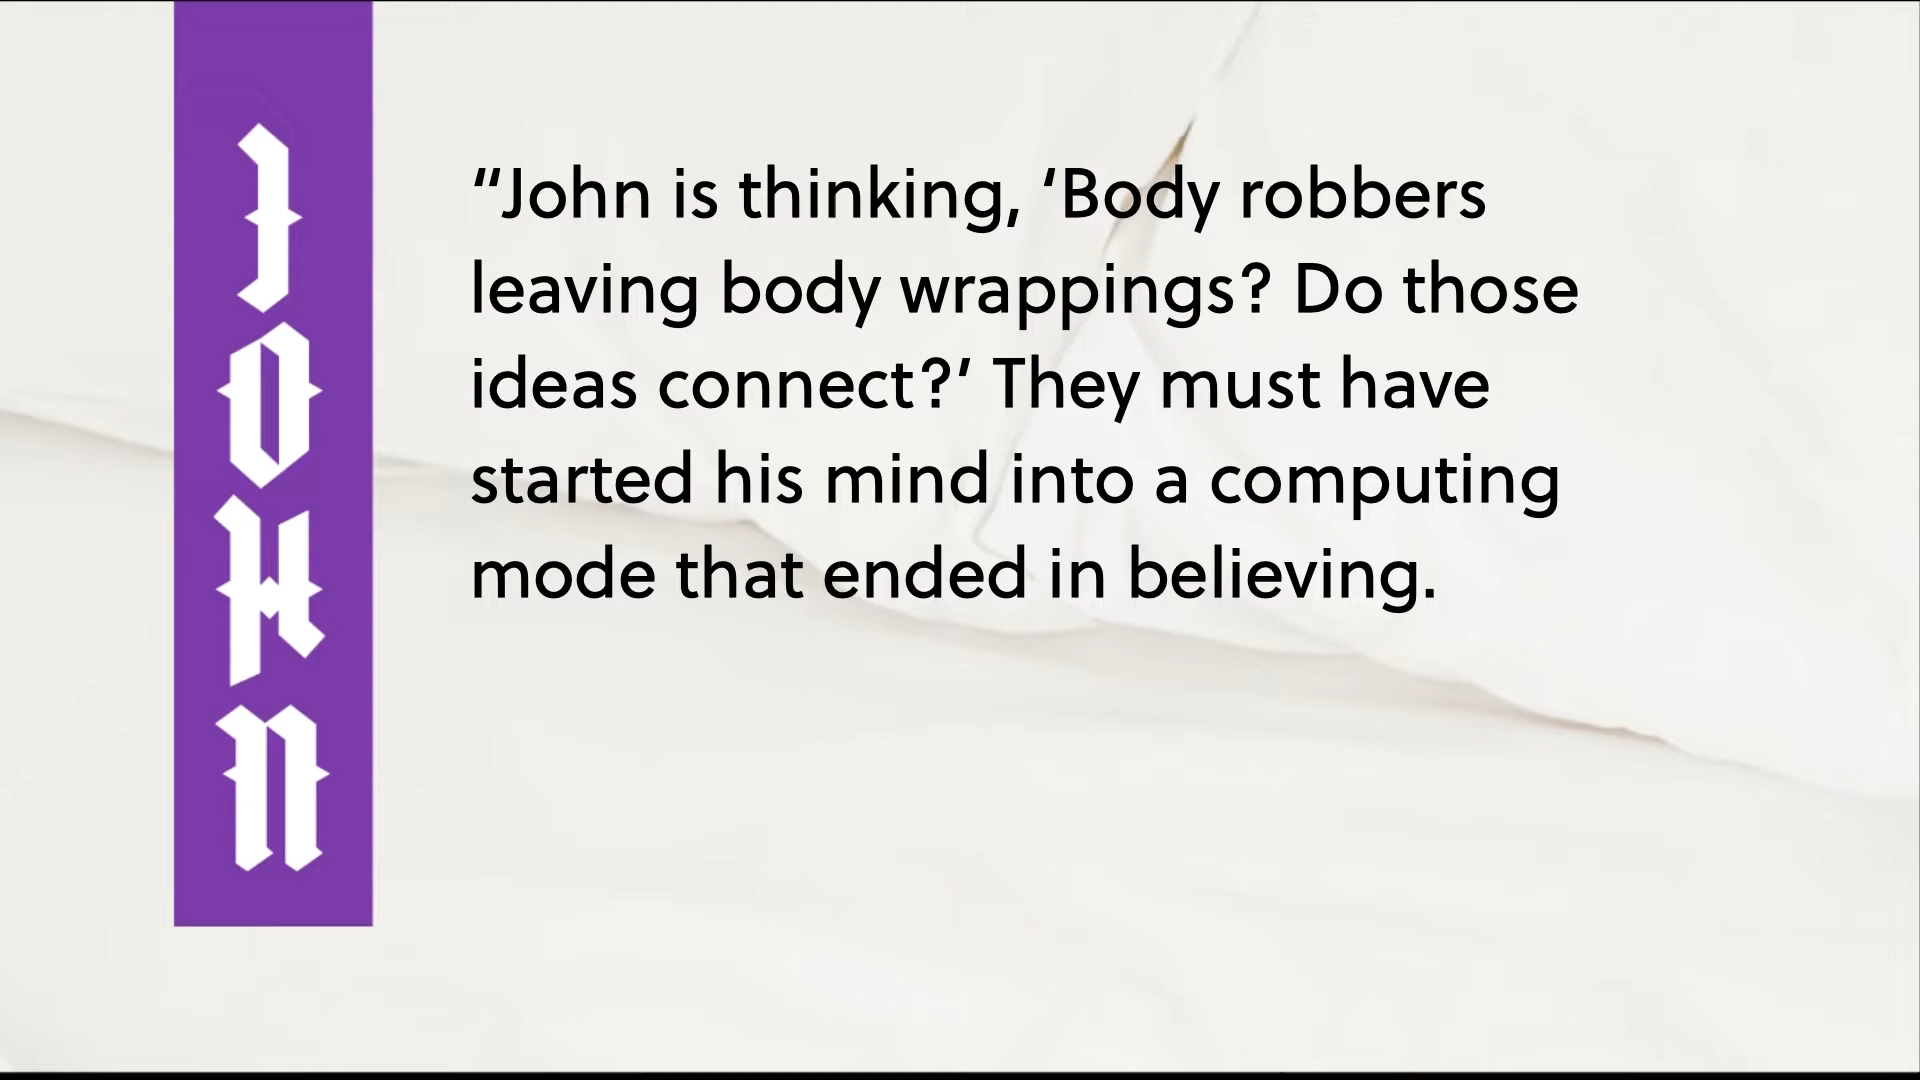 JOHN
“John is thinking, ‘Body robbers
leaving body wrappings? Do those
ideas connect?’ They must have
started his mind into a computing
mode that ended in believing.